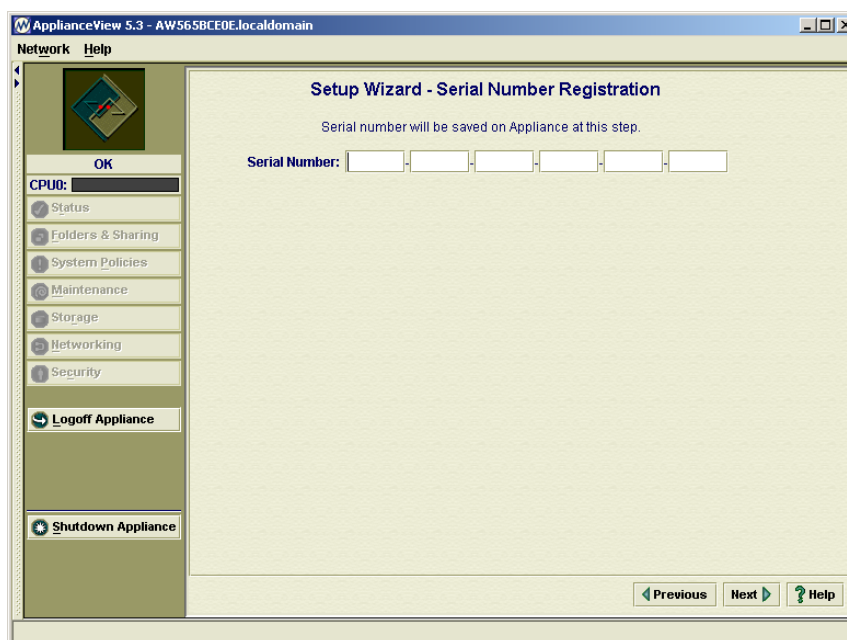 ApplianceView 5.3 - AW565BCE0E.localdomain
Network Help
Setup Wizard - Serial Number Registration
Serial number will be saved on Appliance at this step.
Serial Number: - - - - -
OK
CPU0:
Status
Folders & Sharing
System Policies
Maintenance
Storage
Networking
Security
Logoff Appliance
Shutdown Appliance
Previous Next ? Help